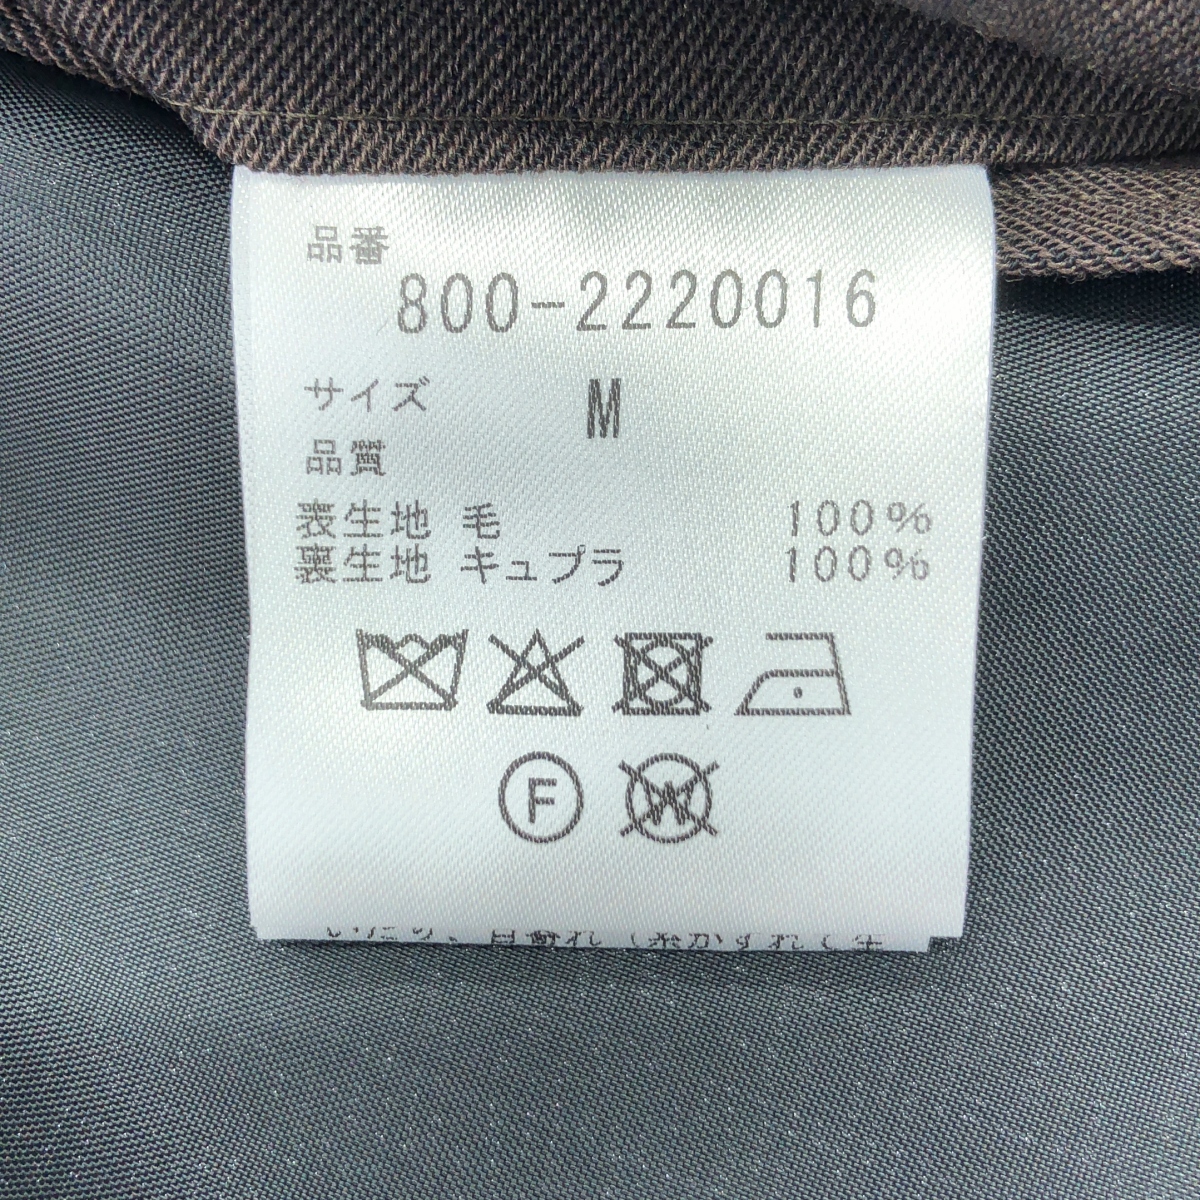 品番
800-2220016
サイズ M
品質
表生地 毛 100%
裏生地 キュプラ 100%
F
W